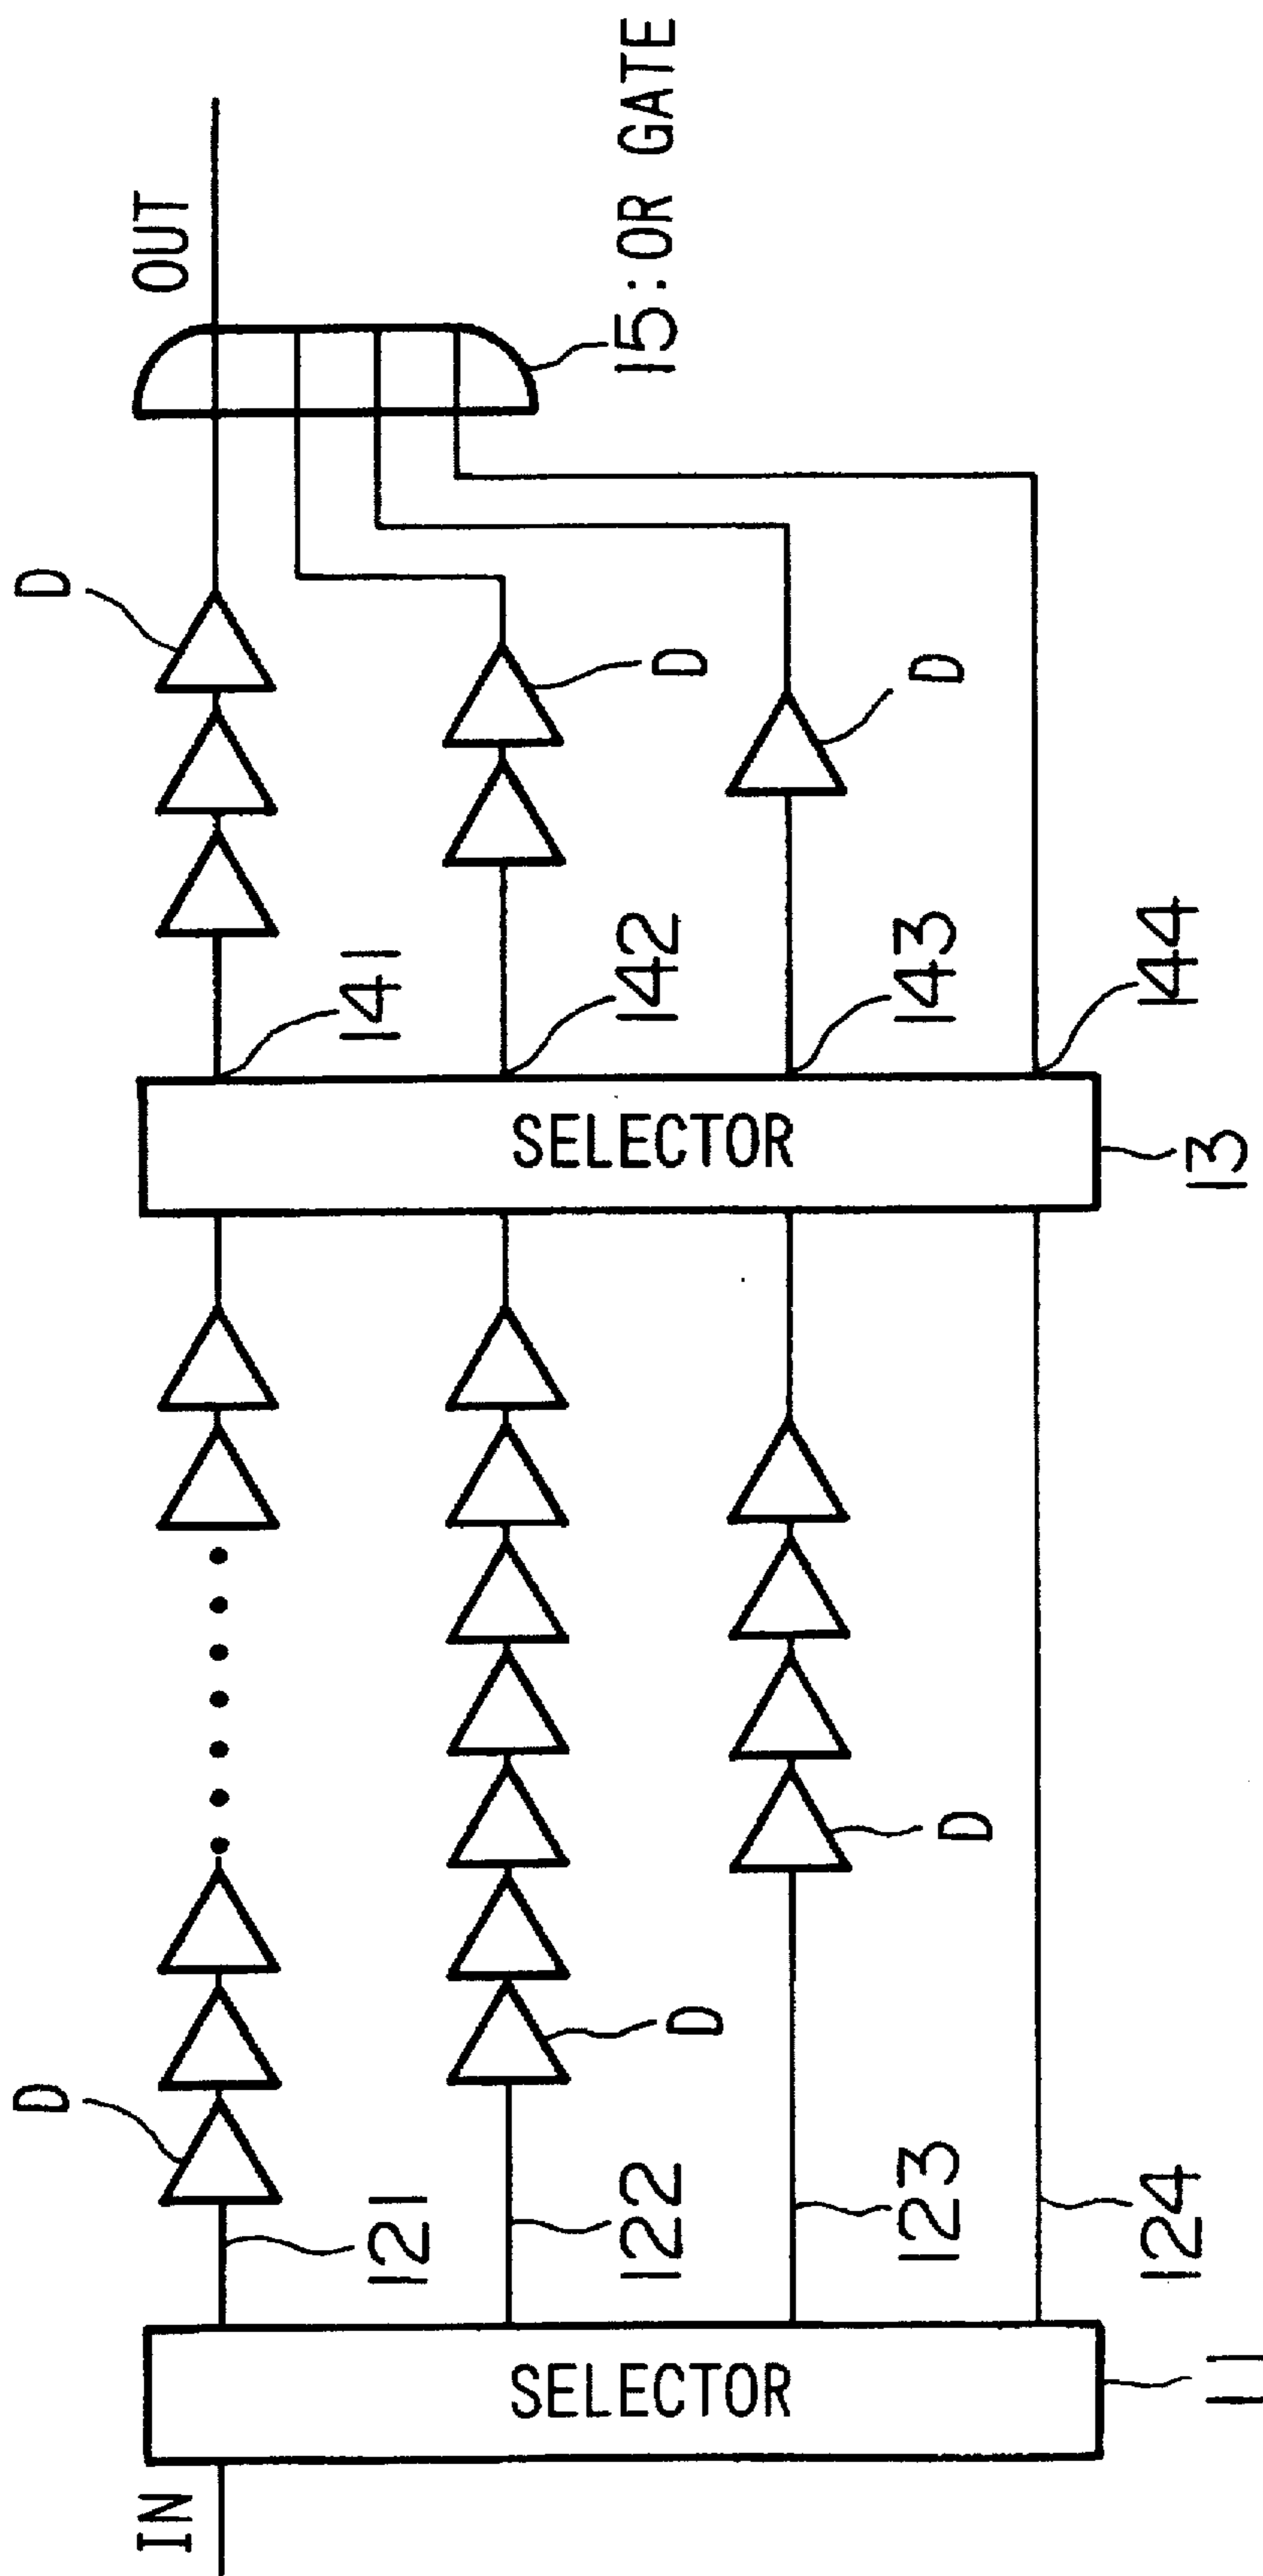 IN
SELECTOR
11
D
121
D
122
D
123
124
SELECTOR
13
141
142
143
144
D
D
D
OUT
15:OR GATE